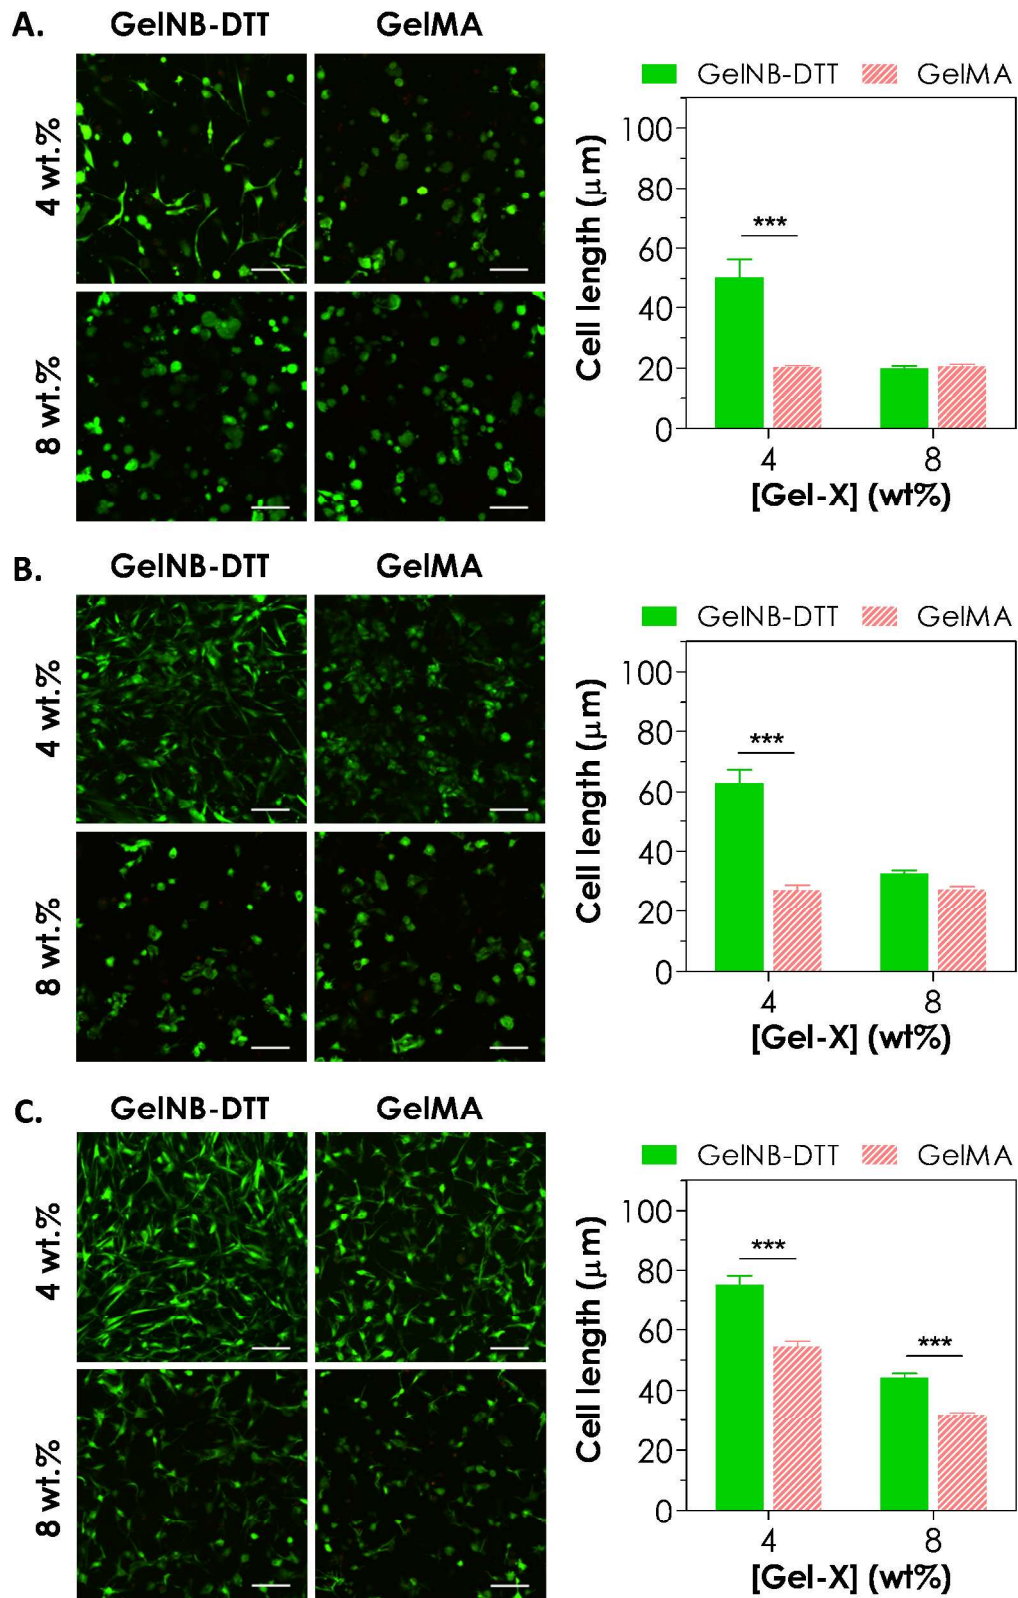 A.
GelNB-DTT GelMA
4 wt.%
8 wt.%
GelNB-DTT GelMA
Cell length (μm)
100
80
60
40
20
0
***
4 8
[Gel-X] (wt%)
B.
GelNB-DTT GelMA
4 wt.%
8 wt.%
GelNB-DTT GelMA
Cell length (μm)
100
80
60
40
20
0
***
4 8
[Gel-X] (wt%)
C.
GelNB-DTT GelMA
4 wt.%
8 wt.%
GelNB-DTT GelMA
Cell length (μm)
100
80
60
40
20
0
***
***
4 8
[Gel-X] (wt%)